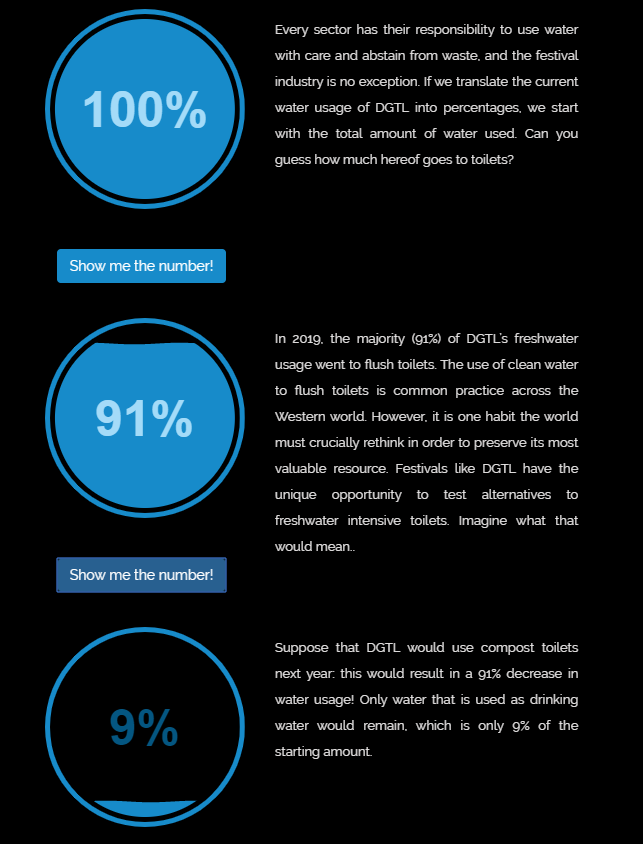 100%
Every sector has their responsibility to use water
with care and abstain from waste, and the festival
industry is no exception. If we translate the current
water usage of DGTL into percentages, we start
with the total amount of water used. Can you
guess how much hereof goes to toilets?
Show me the number!
91%
In 2019, the majority (91%) of DGTL's freshwater
usage went to flush toilets. The use of clean water
to flush toilets is common practice across the
Western world. However, it is one habit the world
must crucially rethink in order to preserve its most
valuable resource. Festivals like DGTL have the
unique opportunity to test alternatives to
freshwater intensive toilets. Imagine what that
would mean..
Show me the number!
9%
Suppose that DGTL would use compost toilets
next year: this would result in a 91% decrease in
water usage! Only water that is used as drinking
water would remain, which is only 9% of the
starting amount.